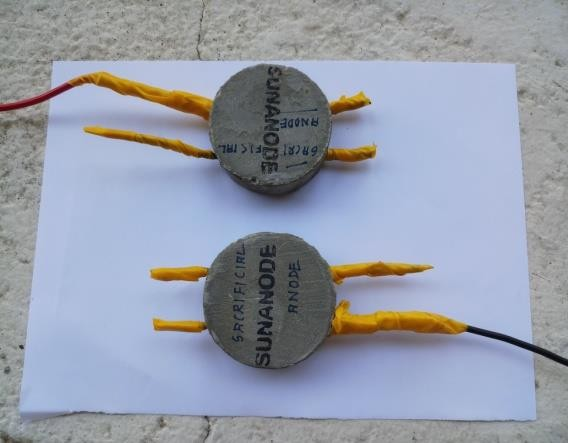 SUNANODE
SACRIFICIAL
ANODE
SACRIFICIAL
SUNANODE
ANODE